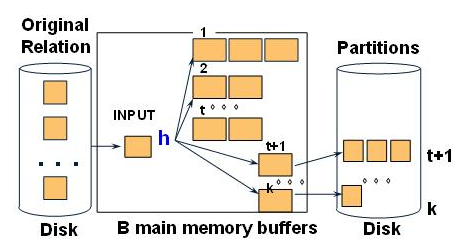 Original
Relation
1
Partitions
2
INPUT
t
h
t+1
t+1
k
k
Disk
B main memory buffers
Disk